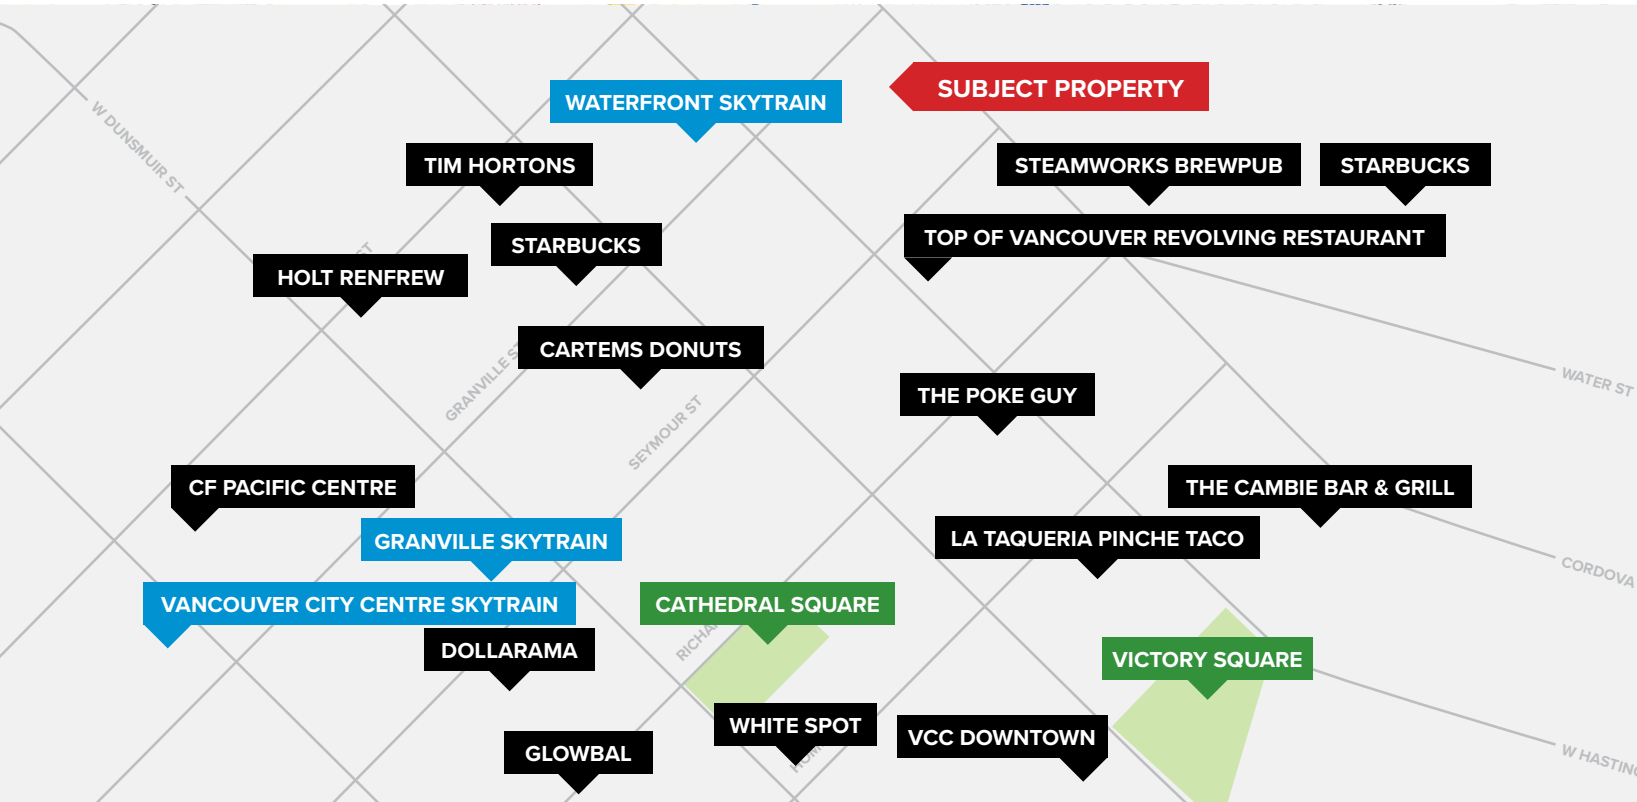 WATERFRONT SKYTRAIN
SUBJECT PROPERTY
W DUNSMUIR ST
TIM HORTONS
STEAMWORKS BREWPUB
STARBUCKS
STARBUCKS
TOP OF VANCOUVER REVOLVING RESTAURANT
ST
HOLT RENFREW
CARTEMS DONUTS
GRANVILLE ST
WATER ST
THE POKE GUY
SEYMOUR ST
CF PACIFIC CENTRE
THE CAMBIE BAR & GRILL
GRANVILLE SKYTRAIN
LA TAQUERIA PINCHE TACO
CORDOVA
VANCOUVER CITY CENTRE SKYTRAIN
CATHEDRAL SQUARE
DOLLARAMA
VICTORY SQUARE
WHITE SPOT
VCC DOWNTOWN
GLOWBAL